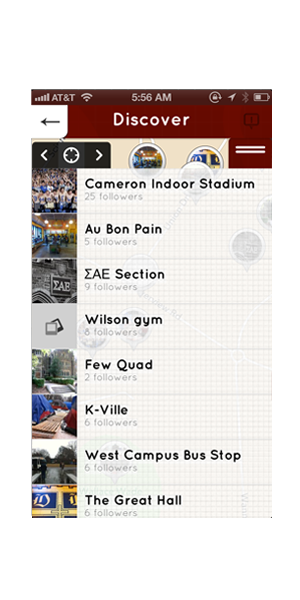 AT&T 5:56 AM
Discover
Cameron Indoor Stadium
25 followers
Au Bon Pain
5 followers
ΣAE Section
9 followers
ΣAE
Wilson gym
8 followers
Few Quad
2 followers
K-Ville
6 followers
West Campus Bus Stop
6 followers
The Great Hall
6 followers